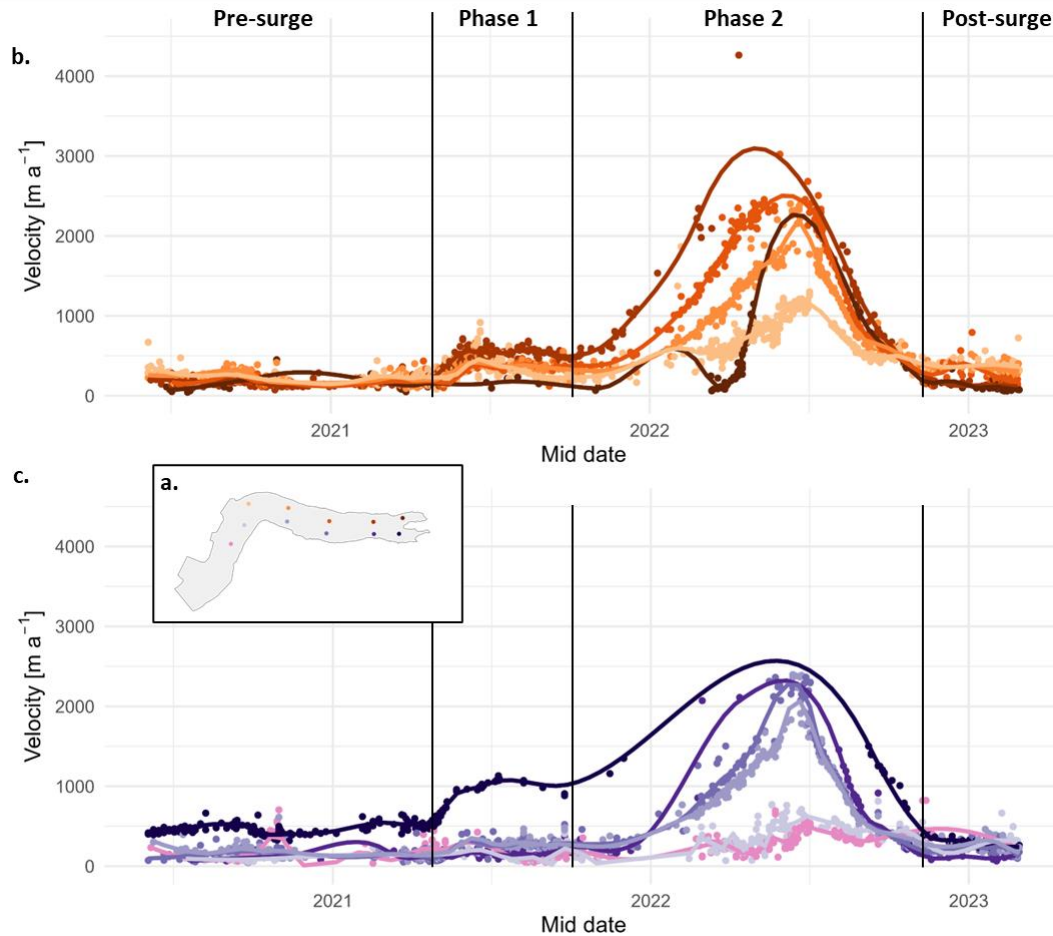 Pre-surge Phase 1 Phase 2 Post-surge
b.
4000
3000
2000
1000
0
Velocity [m a⁻¹]
2021 2022 2023
Mid date
c.
a.
4000
3000
2000
1000
0
Velocity [m a⁻¹]
2021 2022 2023
Mid date